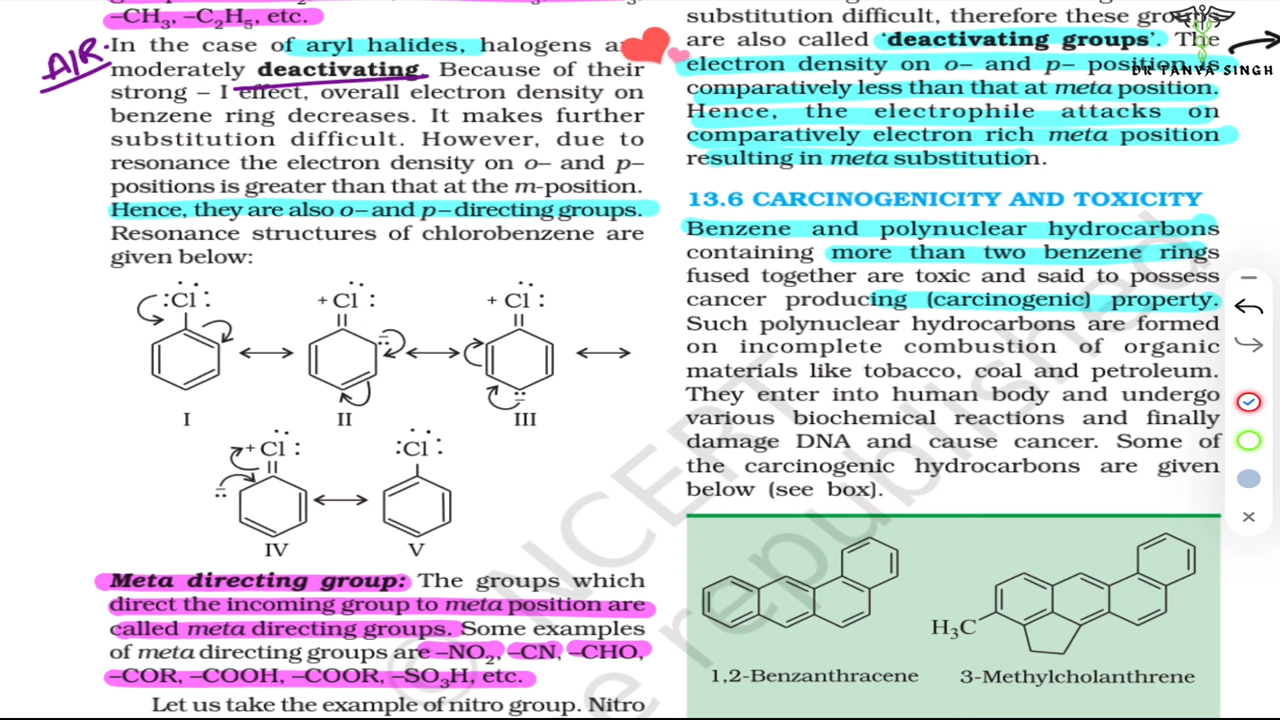 –CH₃, –C₂H₅, etc.
AIR.
In the case of aryl halides, halogens
moderately deactivating. Because of their
strong – I effect, overall electron density on
benzene ring decreases. It makes further
substitution difficult. However, due to
resonance the electron density on o– and p–
positions is greater than that at the m-position.
Hence, they are also o– and p– directing groups.
Resonance structures of chlorobenzene are
given below:
:Cl: + Cl : + Cl :
I II III
+ Cl : :Cl:
IV V
Meta directing group: The groups which
direct the incoming group to meta position are
called meta directing groups. Some examples
of meta directing groups are –NO₂, –CN, –CHO,
–COR, –COOH, –COOR, –SO₃H, etc.
Let us take the example of nitro group. Nitro
substitution difficult, therefore these groups
are also called 'deactivating groups'. The
electron density on o– and p– position is
DR TANYA SINGH
comparatively less than that at meta position.
Hence, the electrophile attacks on
comparatively electron rich meta position
resulting in meta substitution.
13.6 CARCINOGENICITY AND TOXICITY
Benzene and polynuclear hydrocarbons
containing more than two benzene rings
fused together are toxic and said to possess
cancer producing (carcinogenic) property.
Such polynuclear hydrocarbons are formed
on incomplete combustion of organic
materials like tobacco, coal and petroleum.
They enter into human body and undergo
various biochemical reactions and finally
damage DNA and cause cancer. Some of
the carcinogenic hydrocarbons are given
below (see box).
H₃C
1,2-Benzanthracene 3-Methylcholanthrene
© NCERT
republished